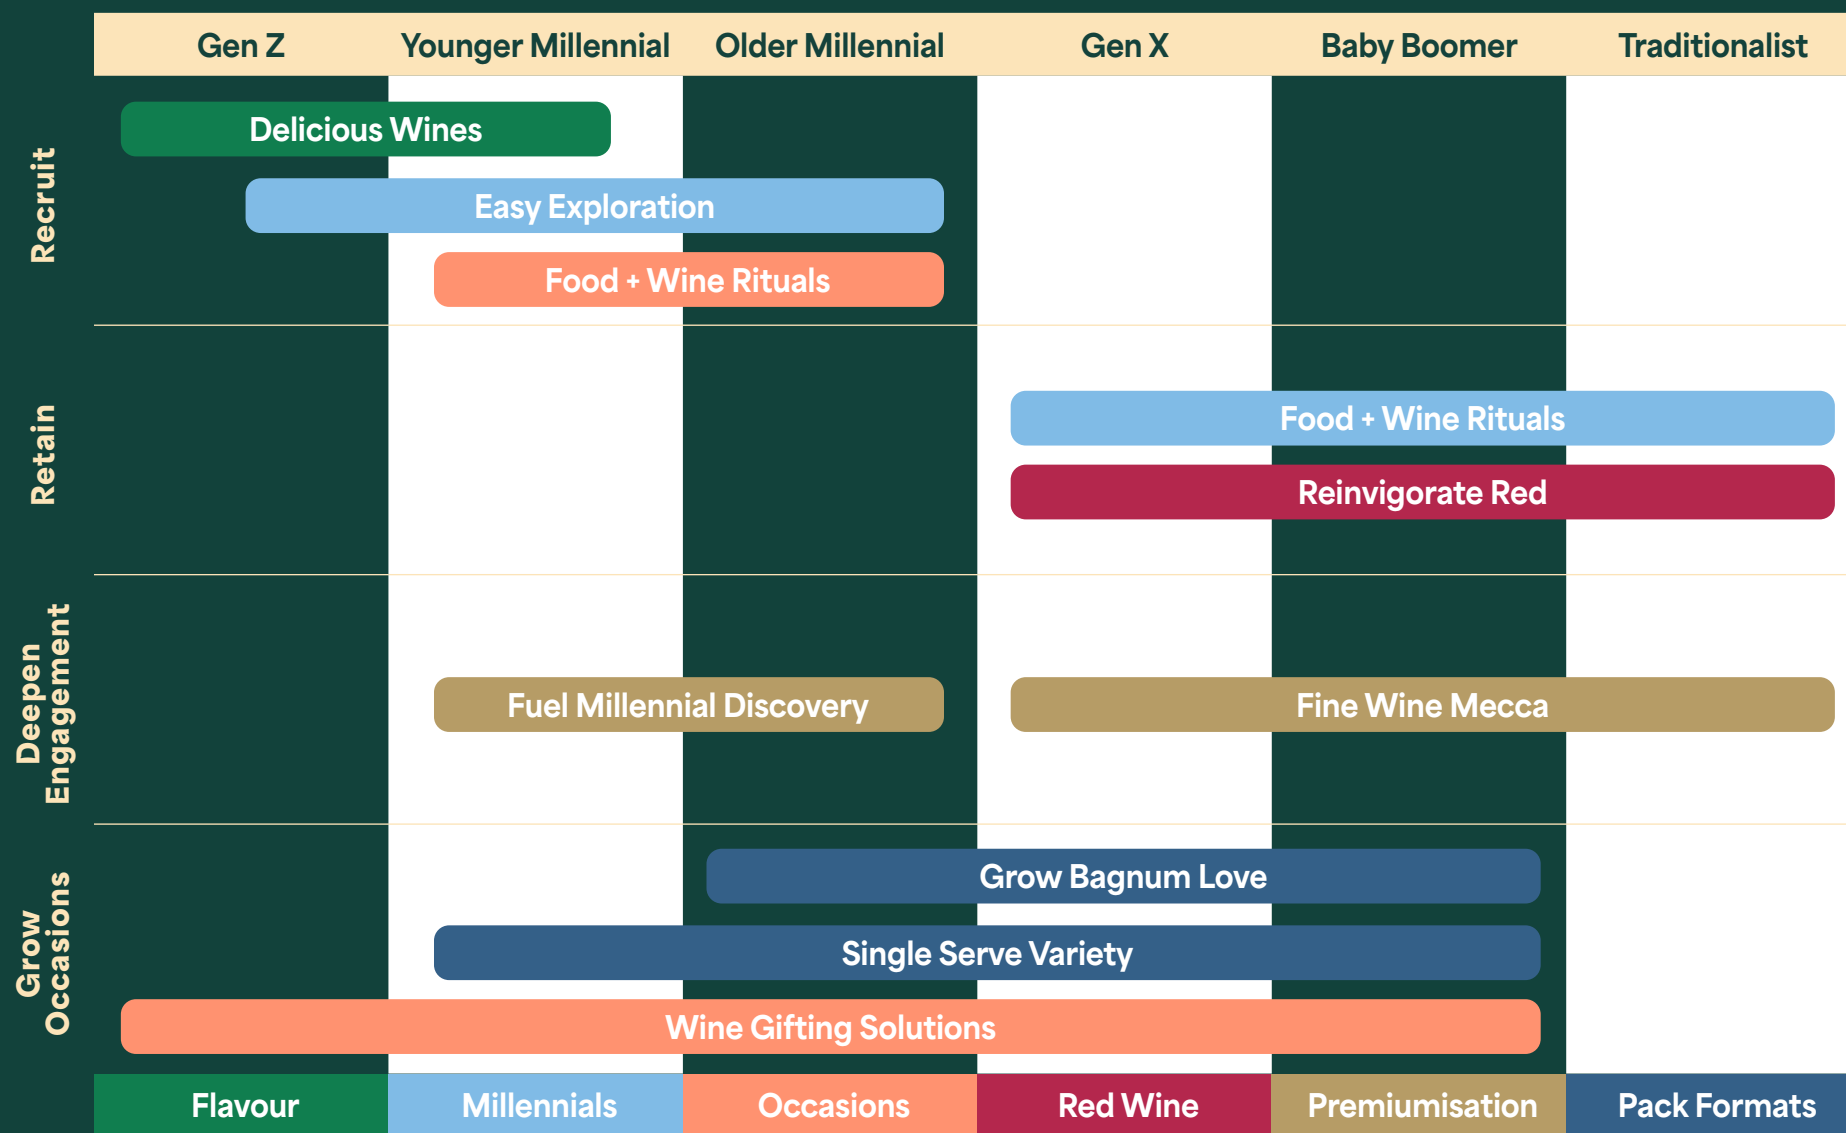 Gen Z
Younger Millennial
Older Millennial
Gen X
Baby Boomer
Traditionalist
Recruit
Delicious Wines
Easy Exploration
Food + Wine Rituals
Retain
Food + Wine Rituals
Reinvigorate Red
Deepen
Engagement
Fuel Millennial Discovery
Fine Wine Mecca
Grow
Occasions
Grow Bagnum Love
Single Serve Variety
Wine Gifting Solutions
Flavour
Millennials
Occasions
Red Wine
Premiumisation
Pack Formats